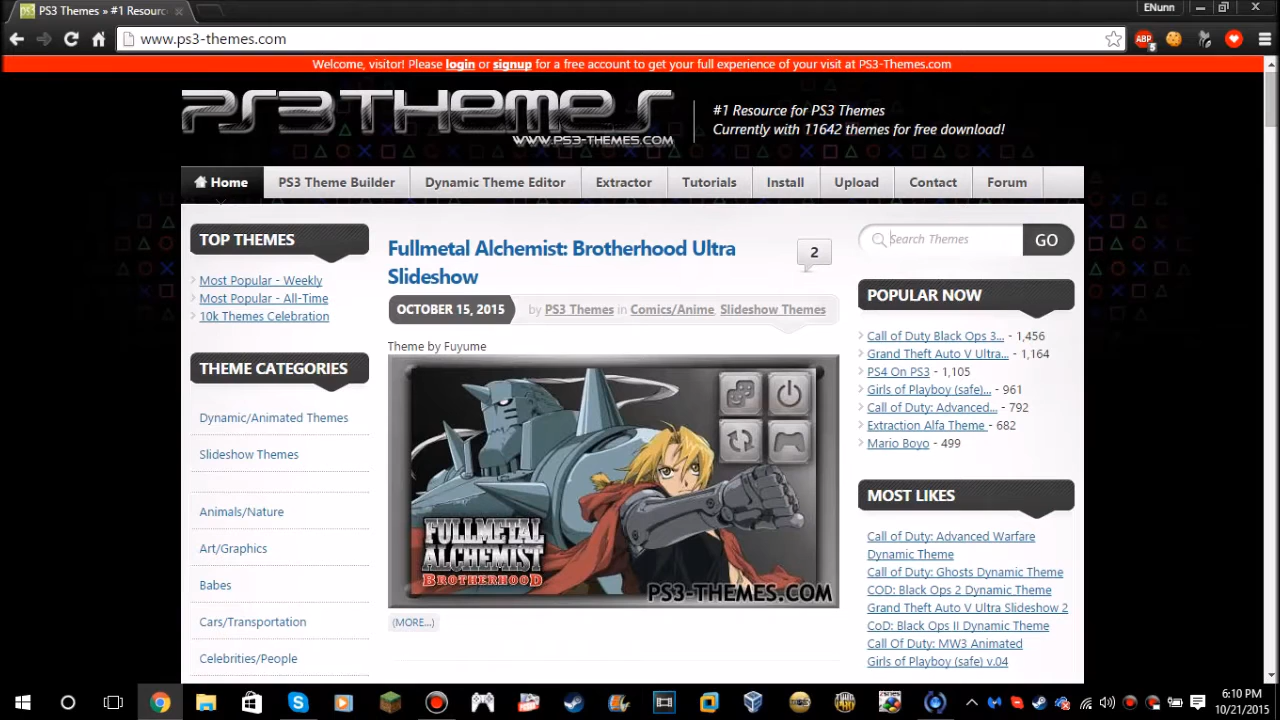 PS3 Themes » #1 Resourc
ENunn
www.ps3-themes.com
ABP
5
Welcome, visitor! Please login or signup for a free account to get your full experience of your visit at PS3-Themes.com
PS3THEMES
WWW.PS3-THEMES.COM
#1 Resource for PS3 Themes
Currently with 11642 themes for free download!
Home
PS3 Theme Builder
Dynamic Theme Editor
Extractor
Tutorials
Install
Upload
Contact
Forum
TOP THEMES
Most Popular - Weekly
Most Popular - All-Time
10k Themes Celebration
THEME CATEGORIES
Dynamic/Animated Themes
Slideshow Themes
Animals/Nature
Art/Graphics
Babes
Cars/Transportation
Celebrities/People
Fullmetal Alchemist: Brotherhood Ultra
Slideshow
2
OCTOBER 15, 2015
by PS3 Themes in Comics/Anime, Slideshow Themes
Theme by Fuyume
FULLMETAL
ALCHEMIST
BROTHERHOOD
PS3-THEMES.COM
(MORE...)
Search Themes
GO
POPULAR NOW
Call of Duty Black Ops 3... - 1,456
Grand Theft Auto V Ultra... - 1,164
PS4 On PS3 - 1,105
Girls of Playboy (safe)... - 961
Call of Duty: Advanced... - 792
Extraction Alfa Theme - 682
Mario Boyo - 499
MOST LIKES
Call of Duty: Advanced Warfare
Dynamic Theme
Call of Duty: Ghosts Dynamic Theme
COD: Black Ops 2 Dynamic Theme
Grand Theft Auto V Ultra Slideshow 2
CoD: Black Ops II Dynamic Theme
Call Of Duty: MW3 Animated
Girls of Playboy (safe) v.04
6:10 PM
10/21/2015